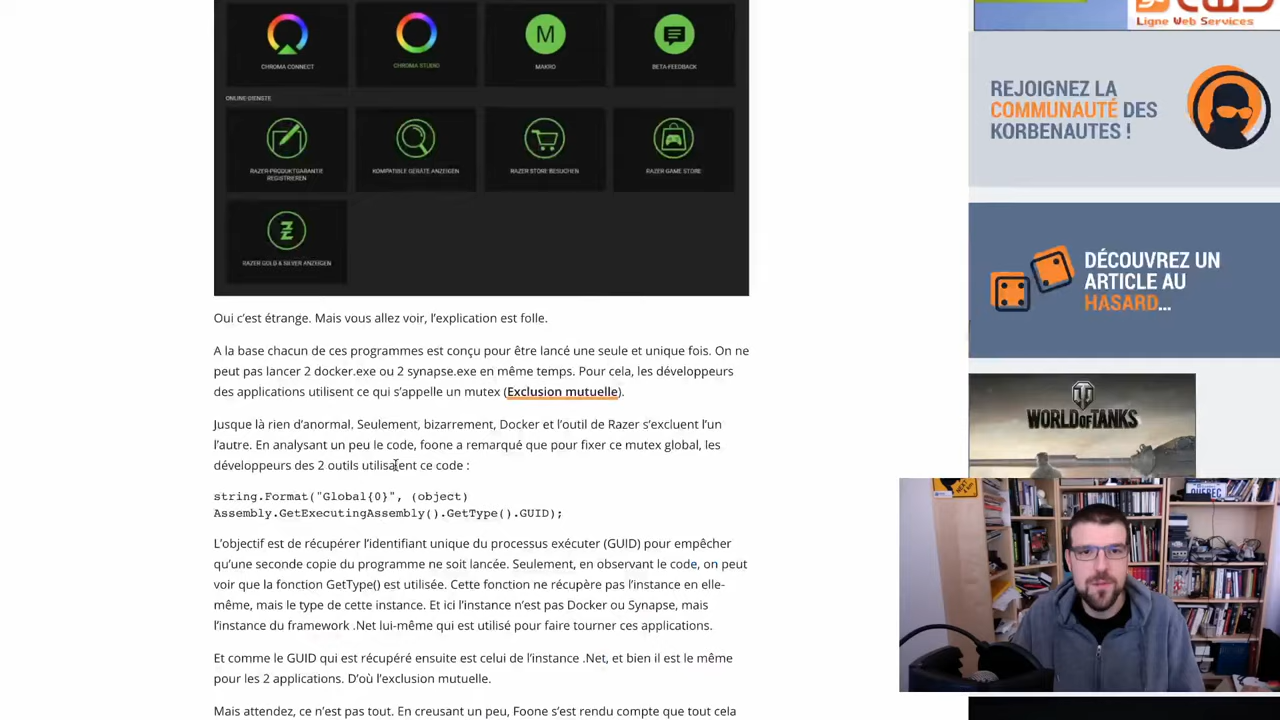 Ligne Web Services
CHROMA CONNECT
CHROMA STUDIO
M
MAKRO
BETA-FEEDBACK
ONLINE-DIENSTE
RAZER-PRODUKTGARANTIE
REGISTRIEREN
KOMPATIBLE GERÄTE ANZEIGEN
RAZER STORE BESUCHEN
RAZER GAME STORE
RAZER GOLD & SILVER ANZEIGEN
REJOIGNEZ LA
COMMUNAUTÉ DES
KORBENAUTES !
DÉCOUVREZ UN
ARTICLE AU
HASARD...
WORLD OF TANKS
Oui c'est étrange. Mais vous allez voir, l'explication est folle.
A la base chacun de ces programmes est conçu pour être lancé une seule et unique fois. On ne
peut pas lancer 2 docker.exe ou 2 synapse.exe en même temps. Pour cela, les développeurs
des applications utilisent ce qui s'appelle un mutex (Exclusion mutuelle).
Jusque là rien d'anormal. Seulement, bizarrement, Docker et l'outil de Razer s'excluent l'un
l'autre. En analysant un peu le code, foone a remarqué que pour fixer ce mutex global, les
développeurs des 2 outils utilisaent ce code :
string.Format("Global{0}", (object)
Assembly.GetExecutingAssembly().GetType().GUID);
L'objectif est de récupérer l'identifiant unique du processus exécuter (GUID) pour empêcher
qu'une seconde copie du programme ne soit lancée. Seulement, en observant le code, on peut
voir que la fonction GetType() est utilisée. Cette fonction ne récupère pas l'instance en elle-
même, mais le type de cette instance. Et ici l'instance n'est pas Docker ou Synapse, mais
l'instance du framework .Net lui-même qui est utilisé pour faire tourner ces applications.
Et comme le GUID qui est récupéré ensuite est celui de l'instance .Net, et bien il est le même
pour les 2 applications. D'où l'exclusion mutuelle.
Mais attendez, ce n'est pas tout. En creusant un peu, Foone s'est rendu compte que tout cela
QUÉBEC